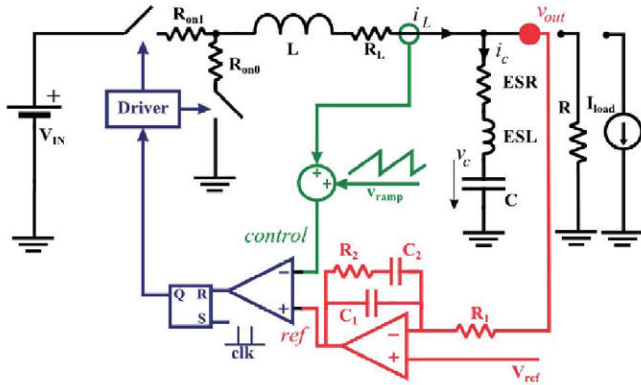 R_on1
L
R_L
i_L
v_out
R_on0
i_c
ESR
Driver
+
V_IN
ESL
R
I_load
v_c
C
+
+
v_ramp
control
R_2
C_2
Q
R
S
−
+
ref
C_1
R_1
−
+
clk
V_ref